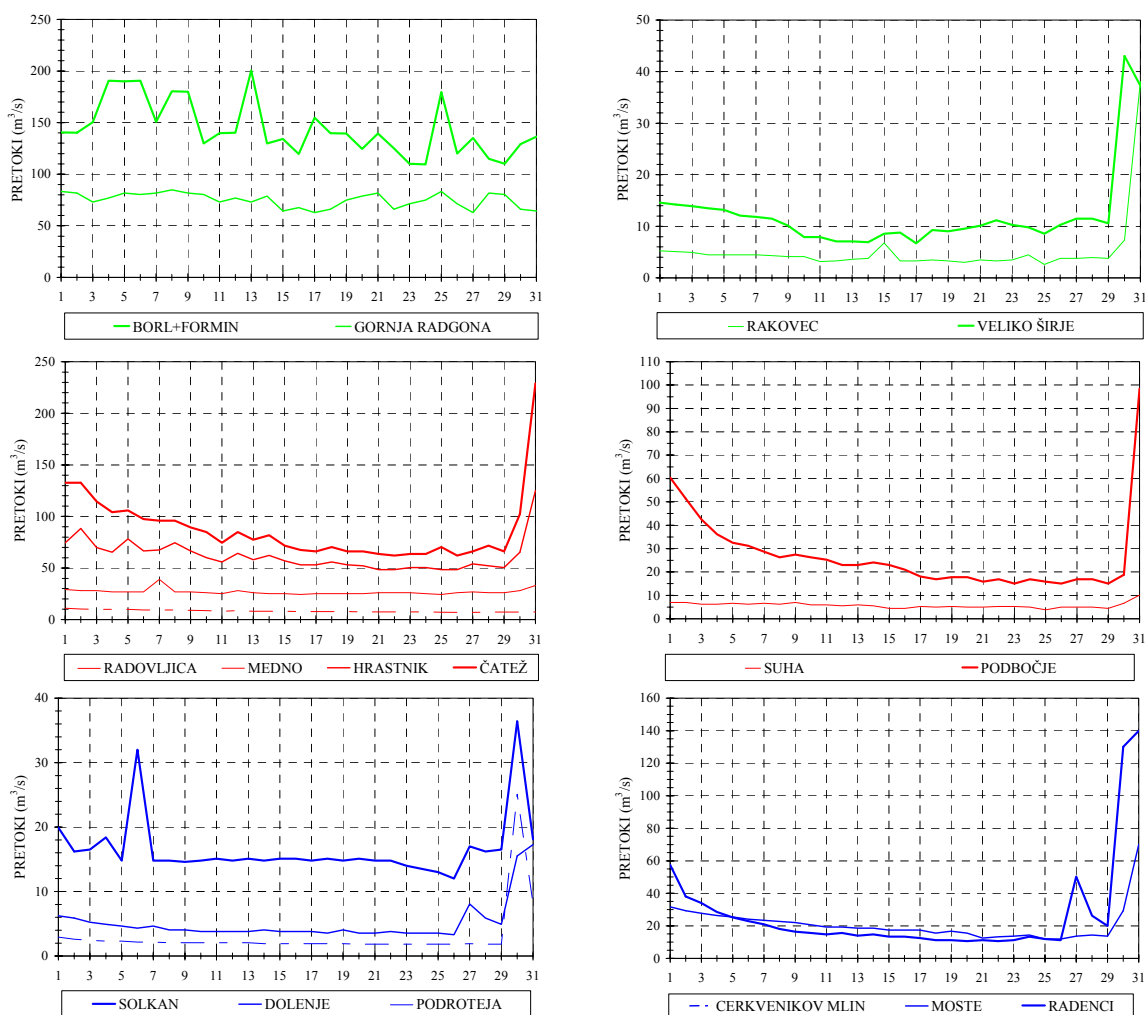 PRETOKI (m³/s)
250
200
150
100
50
0
1 3 5 7 9 11 13 15 17 19 21 23 25 27 29 31
BORL+FORMIN GORNJA RADGONA
PRETOKI (m³/s)
50
40
30
20
10
0
1 3 5 7 9 11 13 15 17 19 21 23 25 27 29 31
RAKOVEC VELIKO ŠIRJE
PRETOKI (m³/s)
250
200
150
100
50
0
1 3 5 7 9 11 13 15 17 19 21 23 25 27 29 31
RADOVLJICA MEDNO HRASTNIK ČATEŽ
PRETOKI (m³/s)
110
100
90
80
70
60
50
40
30
20
10
0
1 3 5 7 9 11 13 15 17 19 21 23 25 27 29 31
SUHA PODBOČJE
PRETOKI (m³/s)
40
30
20
10
0
1 3 5 7 9 11 13 15 17 19 21 23 25 27 29 31
SOLKAN DOLENJE PODROTEJA
PRETOKI (m³/s)
160
140
120
100
80
60
40
20
0
1 3 5 7 9 11 13 15 17 19 21 23 25 27 29 31
CERKVENIKOV MLIN MOSTE RADENCI